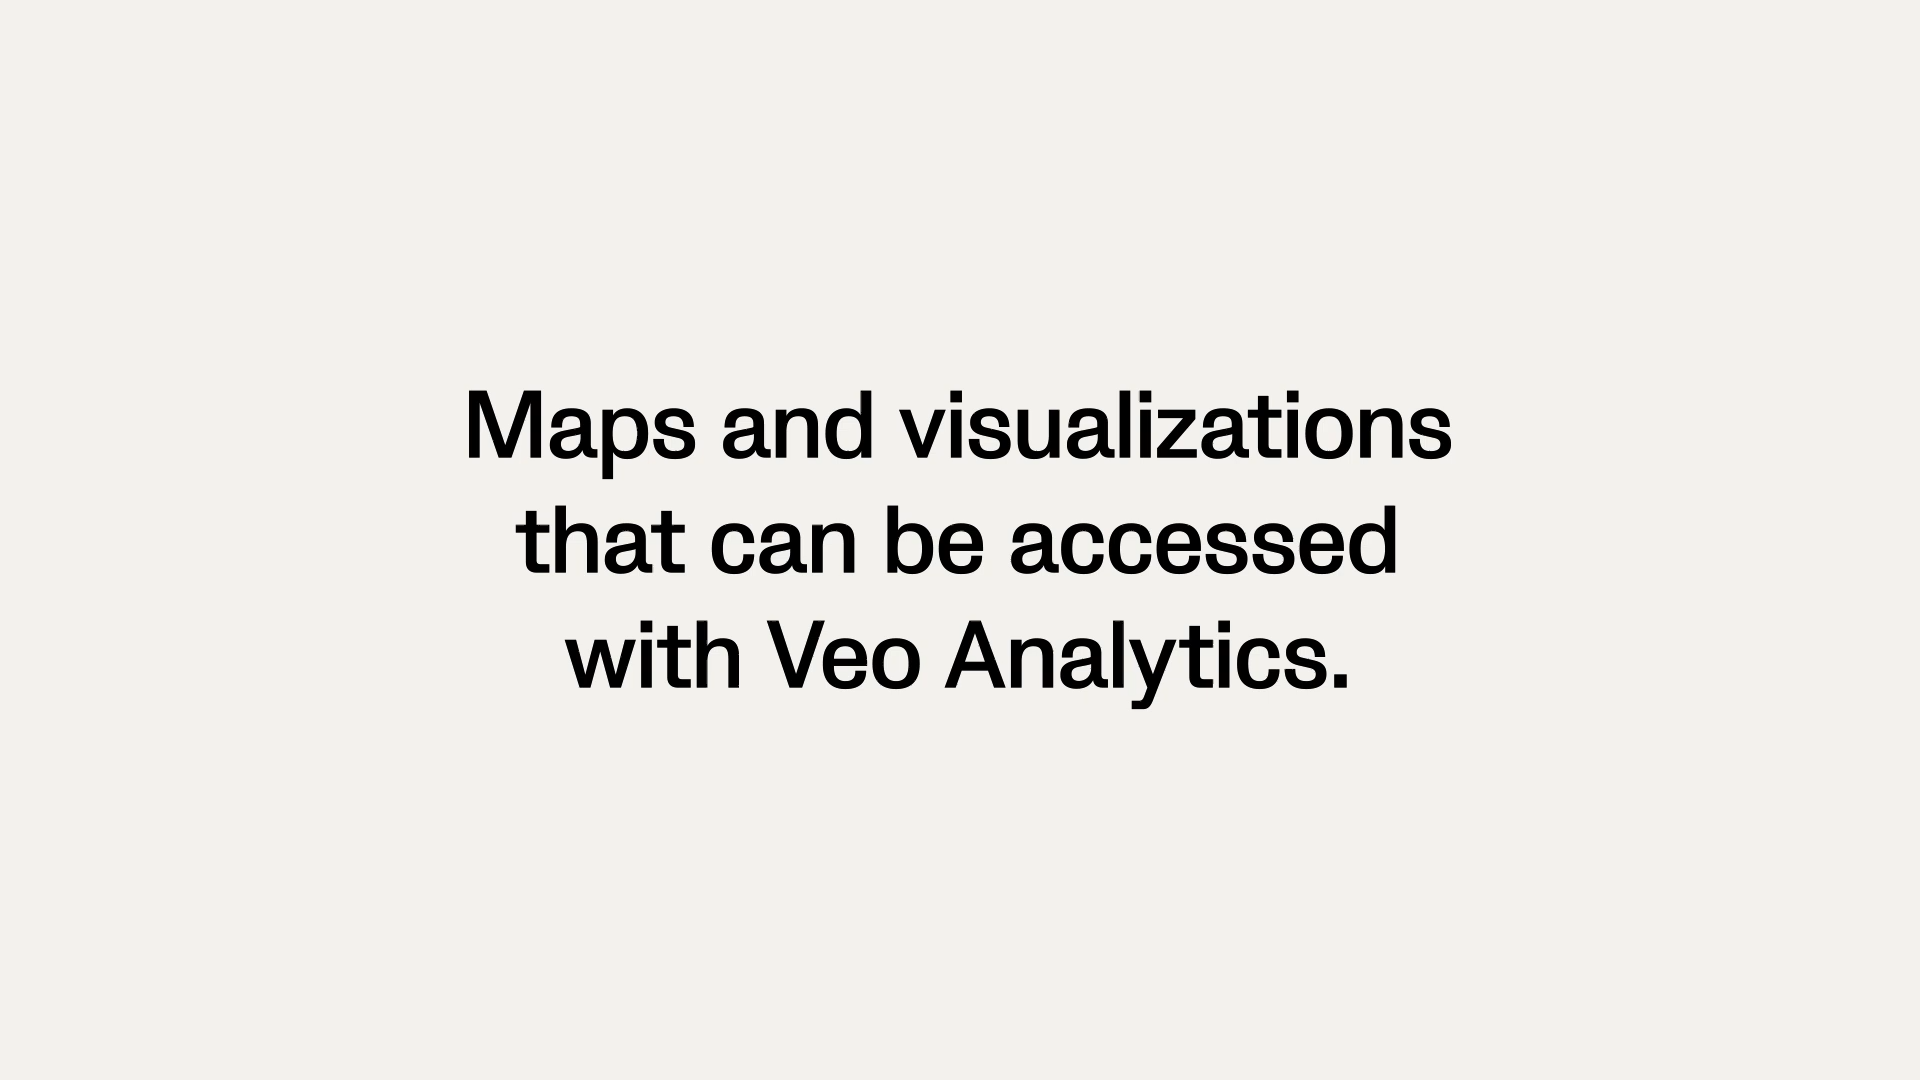 Maps and visualizations
that can be accessed
with Veo Analytics.